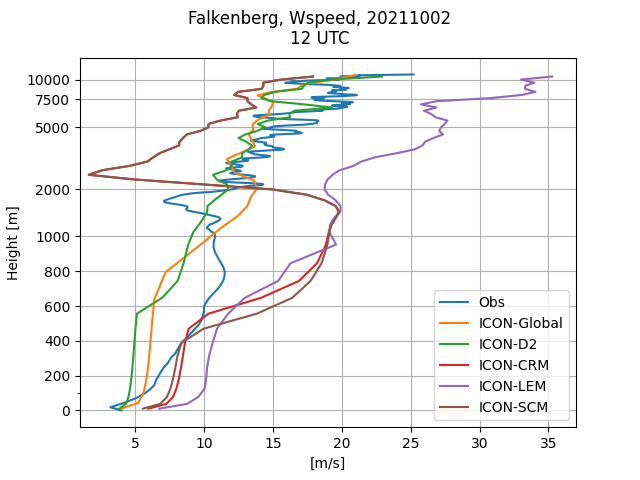 Falkenberg, Wspeed, 20211002
12 UTC
10000
7500
5000
2000
1000
800
600
400
200
0
Height [m]
Obs
ICON-Global
ICON-D2
ICON-CRM
ICON-LEM
ICON-SCM
5 10 15 20 25 30 35
[m/s]